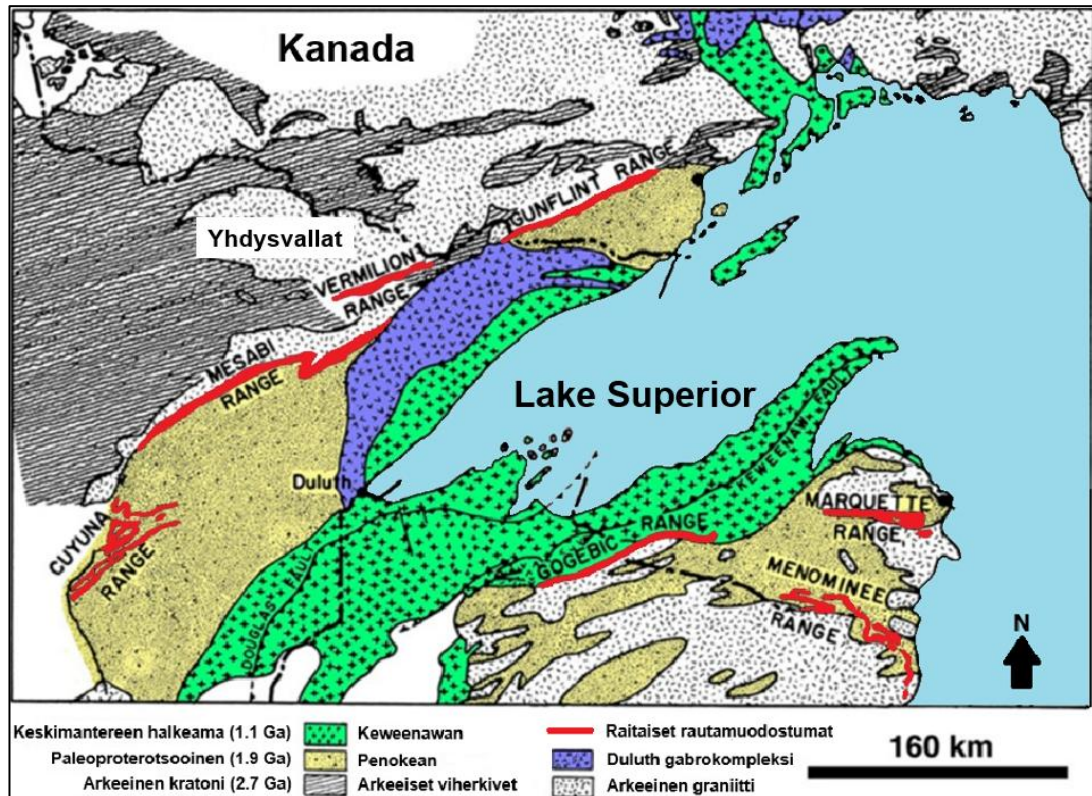 Kanada
GUNFLINT RANGE
Yhdysvallat
VERMILION
RANGE
MESABI
RANGE
Lake Superior
KEWEENAW FAULT
Duluth
MARQUETTE
RANGE
CUYUNA
RANGE
GOGEBIC
RANGE
MENOMINEE
RANGE
DOUGLAS FAULT
N
Keskimantereen halkeama (1.1 Ga)
Keweenawan
Raitaiset rautamuodostumat
Paleoproterotsooinen (1.9 Ga)
Penokean
Duluth gabrokompleksi
160 km
Arkeeinen kratoni (2.7 Ga)
Arkeeiset viherkivet
Arkeeinen graniitti